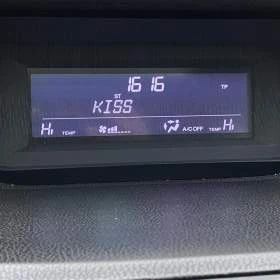 16 16
TP
ST
KISS
HI TEMP A/C OFF HI TEMP